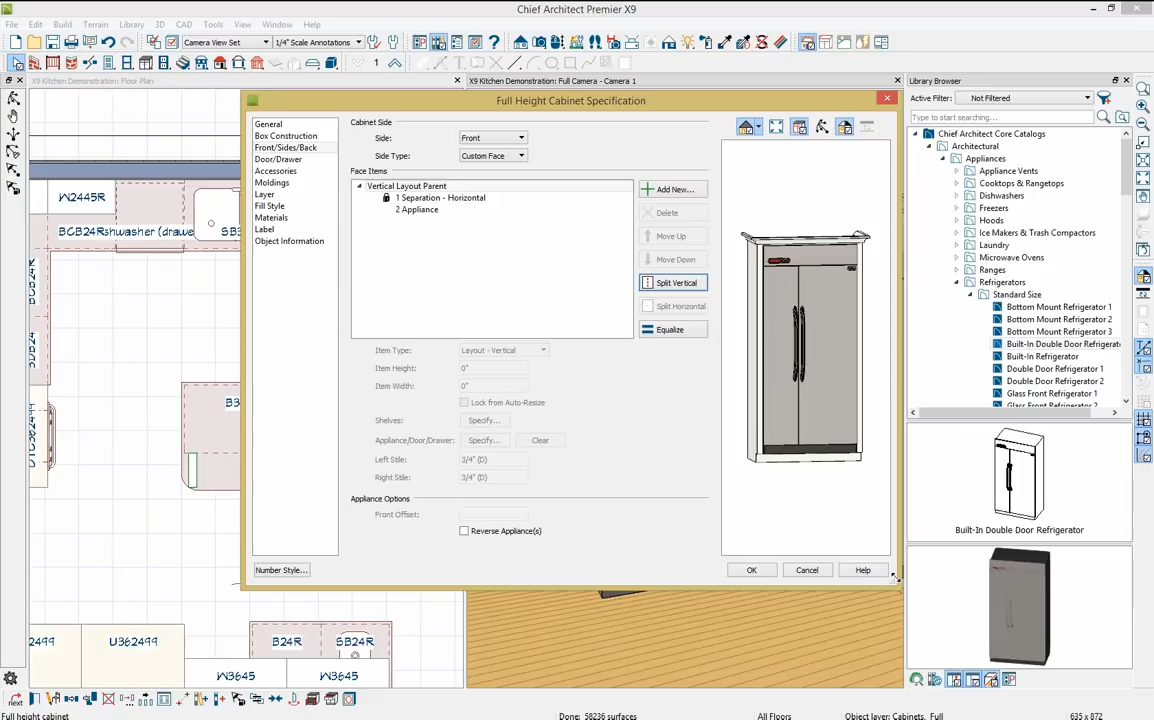 Chief Architect Premier X9
File Edit Build Terrain Library 3D CAD Tools View Window Help
Camera View Set 1/4" Scale Annotations 1
X9 Kitchen Demonstration: Floor Plan
X9 Kitchen Demonstration: Full Camera - Camera 1
Library Browser
Full Height Cabinet Specification
Active Filter: Not Filtered
Type to start searching...
General
Box Construction
Front/Sides/Back
Door/Drawer
Accessories
Moldings
Layer
Fill Style
Materials
Label
Object Information
Number Style...
Cabinet Side
Side: Front
Side Type: Custom Face
Face Items
Vertical Layout Parent
1 Separation - Horizontal
2 Appliance
Add New...
Delete
Move Up
Move Down
Split Vertical
Split Horizontal
Equalize
Item Type: Layout - Vertical
Item Height: 0"
Item Width: 0"
Lock from Auto-Resize
Shelves: Specify...
Appliance/Door/Drawer: Specify... Clear
Left Stile: 3/4" (D)
Right Stile: 3/4" (D)
Appliance Options
Front Offset:
Reverse Appliance(s)
OK Cancel Help
Chief Architect Core Catalogs
Architectural
Appliances
Appliance Vents
Cooktops & Rangetops
Dishwashers
Freezers
Hoods
Ice Makers & Trash Compactors
Laundry
Microwave Ovens
Ranges
Refrigerators
Standard Size
Bottom Mount Refrigerator 1
Bottom Mount Refrigerator 2
Bottom Mount Refrigerator 3
Built-In Double Door Refrigerat
Built-In Refrigerator
Double Door Refrigerator 1
Double Door Refrigerator 2
Glass Front Refrigerator 1
Glass Front Refrigerator 2
Built-In Double Door Refrigerator
W2445R
BCB24Rshwasher (drawe
B3
2499
U362499
B24R
SB24R
W3645
W3645
Full height cabinet
Done: 58236 surfaces
All Floors
Object layer: Cabinets, Full
635 x 872